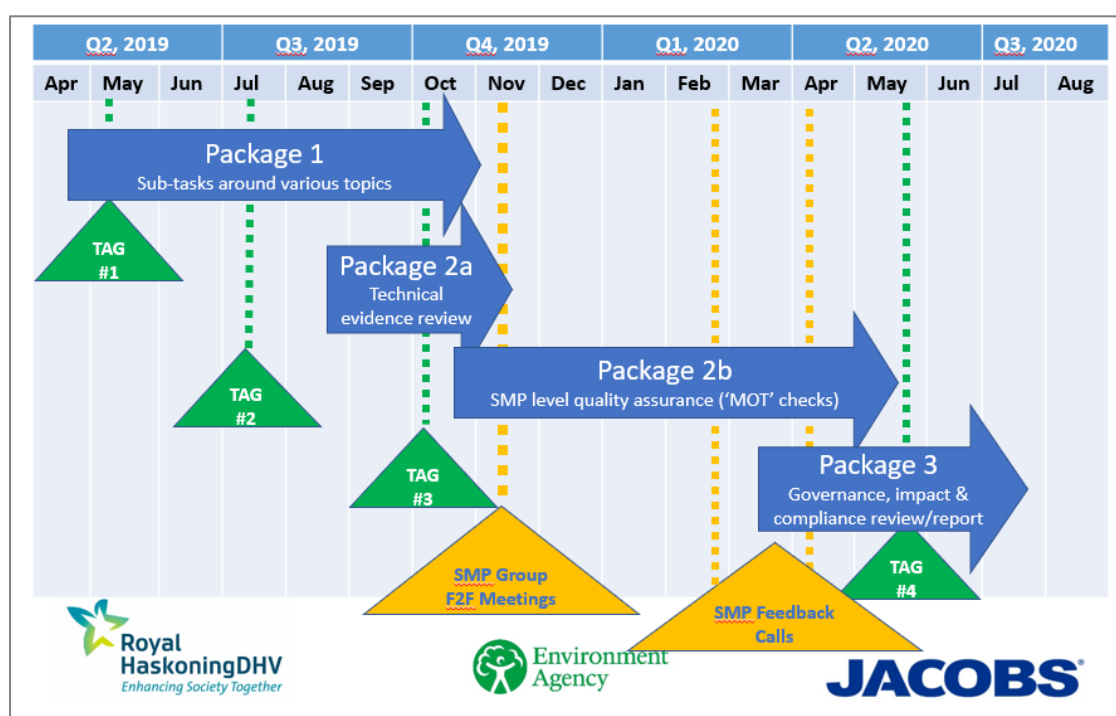 Q2, 2019 Q3, 2019 Q4, 2019 Q1, 2020 Q2, 2020 Q3, 2020
Apr May Jun Jul Aug Sep Oct Nov Dec Jan Feb Mar Apr May Jun Jul Aug
Package 1
Sub-tasks around various topics
TAG
#1
Package 2a
Technical
evidence review
TAG
#2
Package 2b
SMP level quality assurance (‘MOT’ checks)
TAG
#3
Package 3
Governance, impact &
compliance review/report
SMP Group
F2F Meetings
TAG
#4
SMP Feedback
Calls
Royal
HaskoningDHV
Enhancing Society Together
Environment
Agency
JACOBS